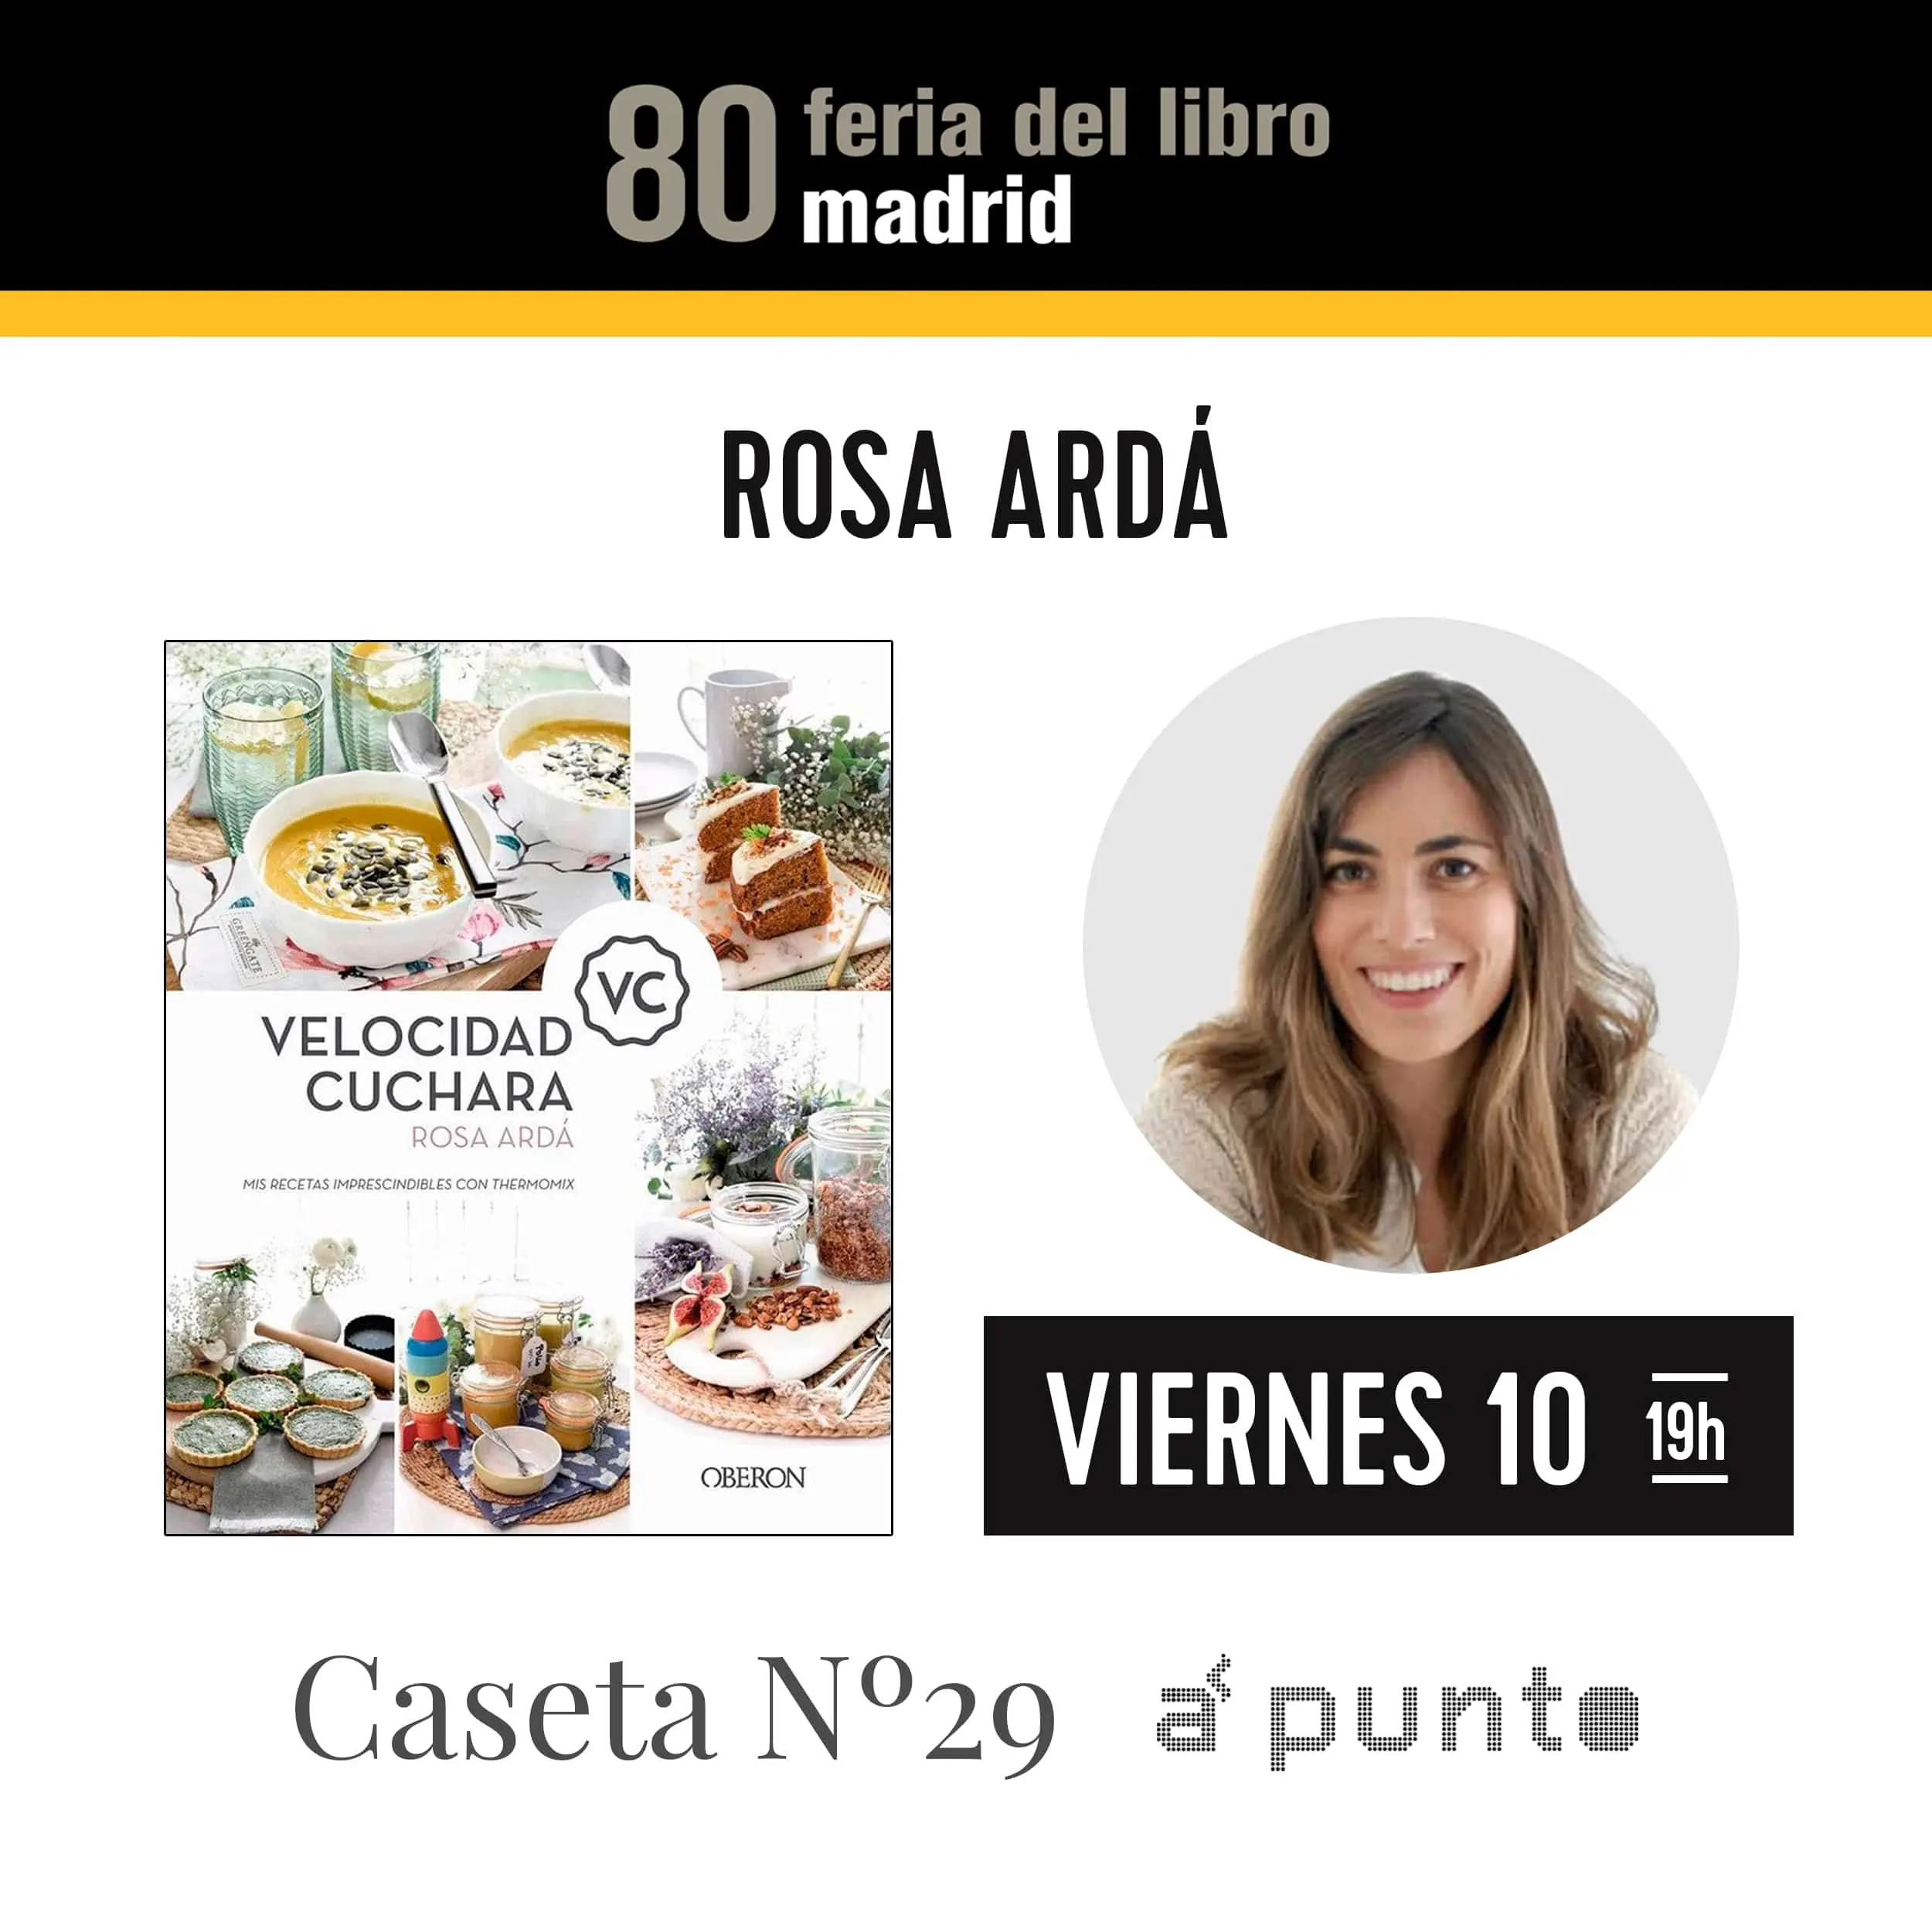 80 feria del libro
madrid
ROSA ARDÁ
GREENGATE
VC
VELOCIDAD
CUCHARA
ROSA ARDÁ
MIS RECETAS IMPRESCINDIBLES CON THERMOMIX
OBERON
VIERNES 10 19h
Caseta Nº29 a punto